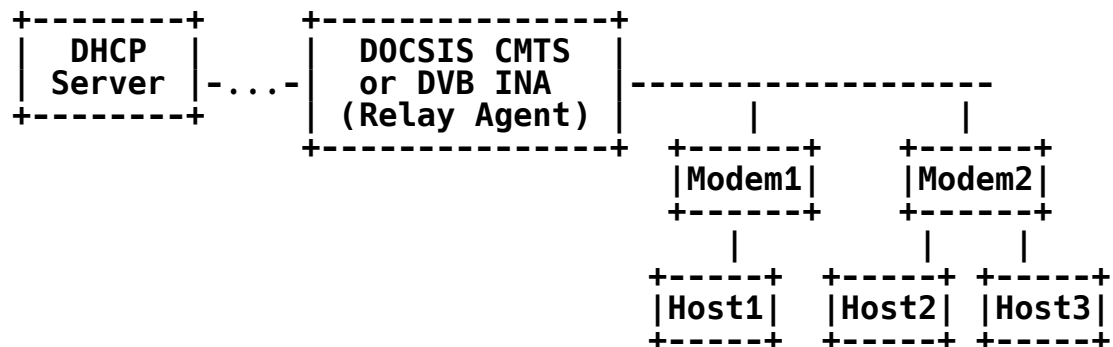 DHCP DOCSIS CMTS
Server -...- or DVB INA
(Relay Agent)
Modem1 Modem2
Host1 Host2 Host3